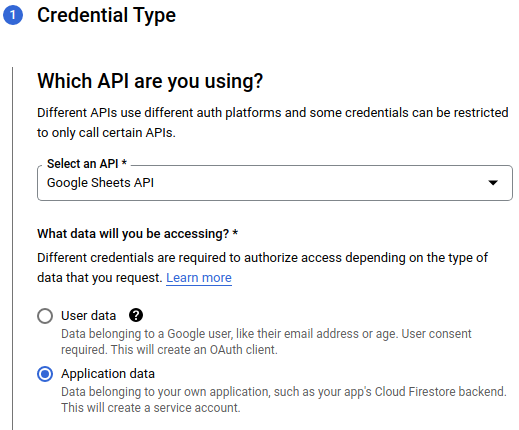 1 Credential Type
Which API are you using?
Different APIs use different auth platforms and some credentials can be restricted
to only call certain APIs.
Select an API *
Google Sheets API
What data will you be accessing? *
Different credentials are required to authorize access depending on the type of
data that you request. Learn more
User data ?
Data belonging to a Google user, like their email address or age. User consent
required. This will create an OAuth client.
Application data
Data belonging to your own application, such as your app's Cloud Firestore backend.
This will create a service account.